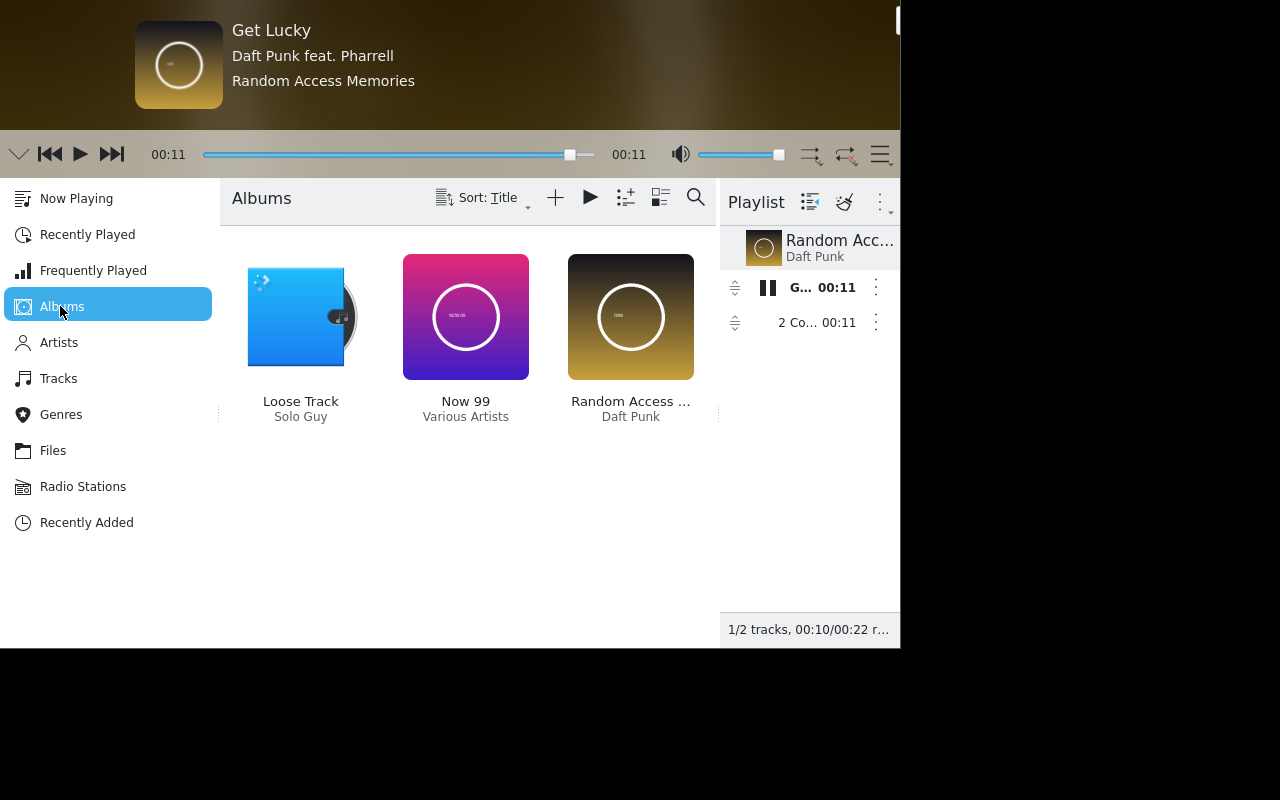 Get Lucky
Daft Punk feat. Pharrell
Random Access Memories
00:11
00:11
Now Playing
Recently Played
Frequently Played
Albums
Artists
Tracks
Genres
Files
Radio Stations
Recently Added
Albums
Sort: Title
NOW 99
RAM
Loose Track
Solo Guy
Now 99
Various Artists
Random Access ...
Daft Punk
Playlist
Random Acc...
Daft Punk
G... 00:11
2 Co... 00:11
1/2 tracks, 00:10/00:22 r...